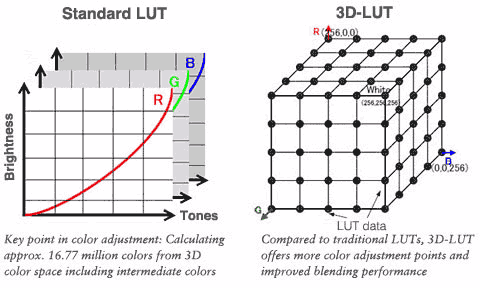 Standard LUT
B
G
R
Brightness
Tones
Key point in color adjustment: Calculating
approx. 16.77 million colors from 3D
color space including intermediate colors
3D-LUT
R (256,0,0)
White
(256,256,256)
B
(0,0,256)
G
LUT data
Compared to traditional LUTs, 3D-LUT
offers more color adjustment points and
improved blending performance